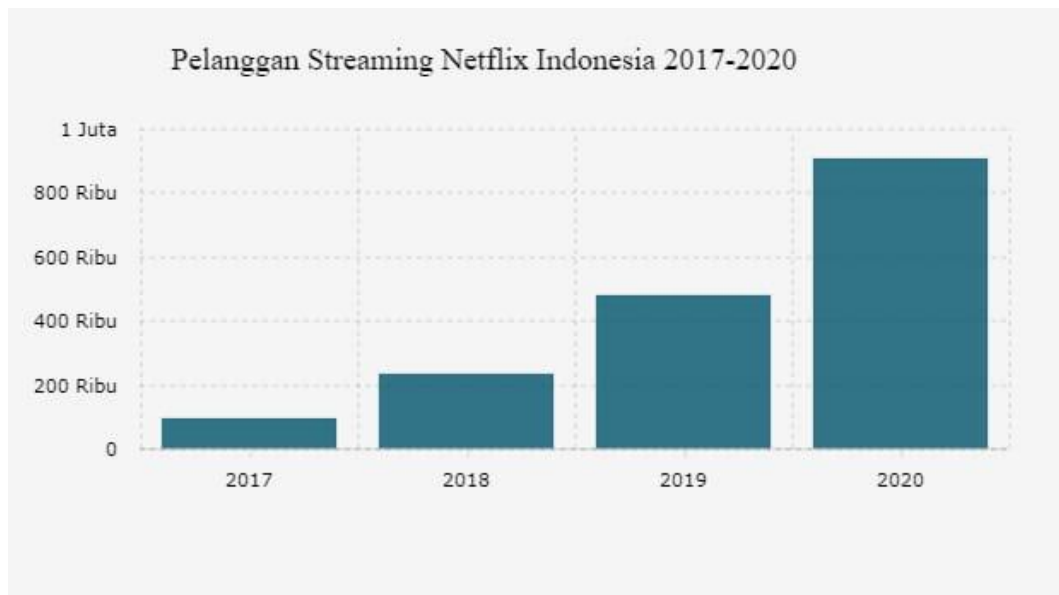 Pelanggan Streaming Netflix Indonesia 2017-2020
1 Juta
800 Ribu
600 Ribu
400 Ribu
200 Ribu
0
2017 2018 2019 2020